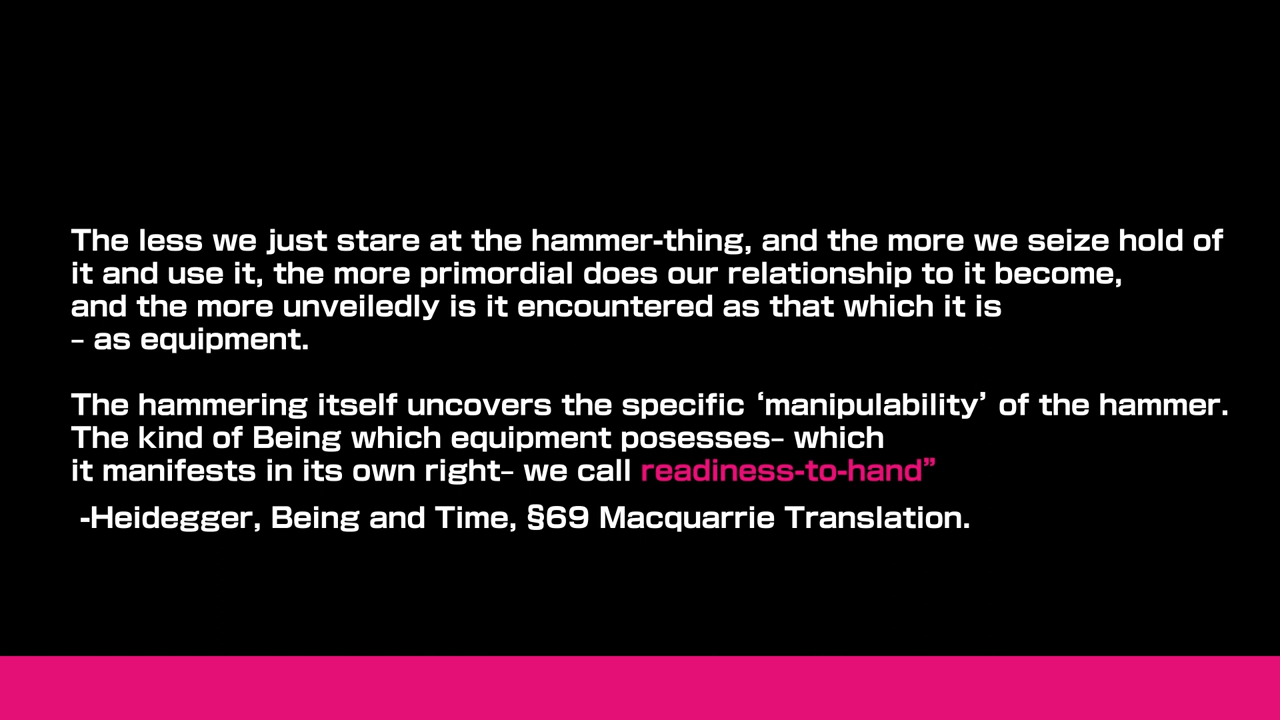 The less we just stare at the hammer-thing, and the more we seize hold of
it and use it, the more primordial does our relationship to it become,
and the more unveiledly is it encountered as that which it is
– as equipment.
The hammering itself uncovers the specific ‘manipulability’ of the hammer.
The kind of Being which equipment posesses– which
it manifests in its own right– we call readiness-to-hand”
-Heidegger, Being and Time, §69 Macquarrie Translation.